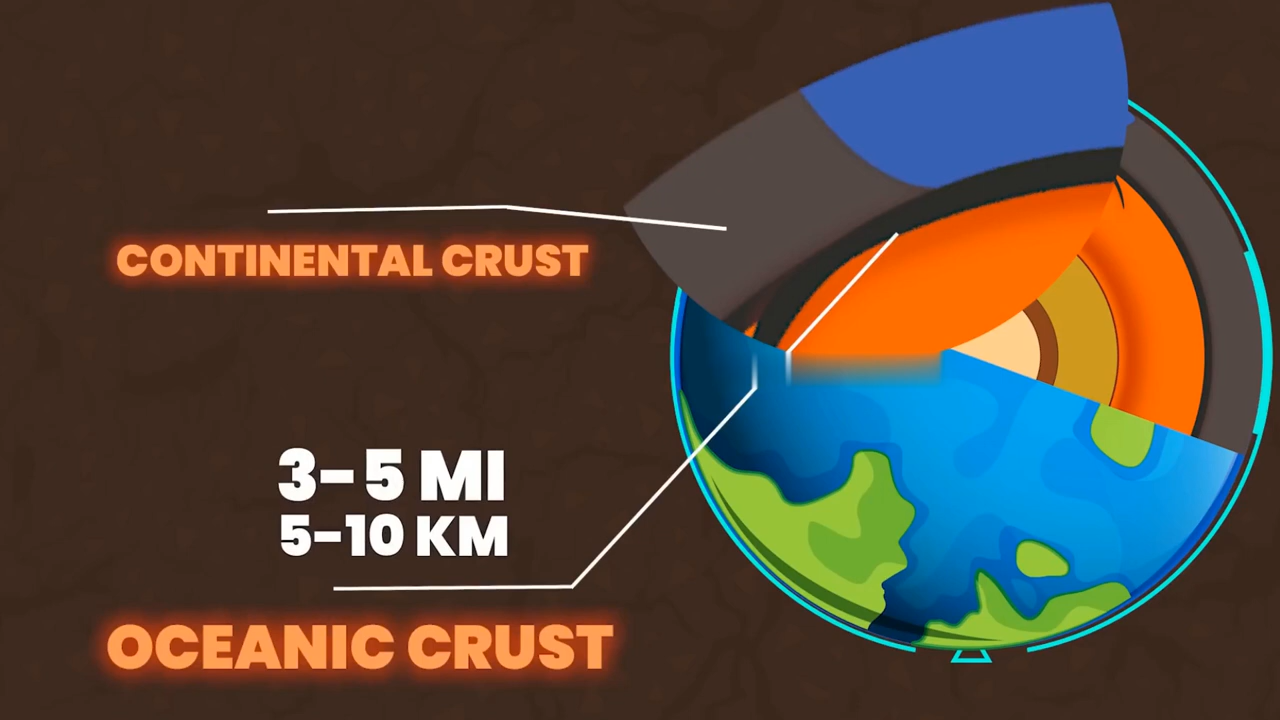 CONTINENTAL CRUST
3-5 MI
5-10 KM
OCEANIC CRUST